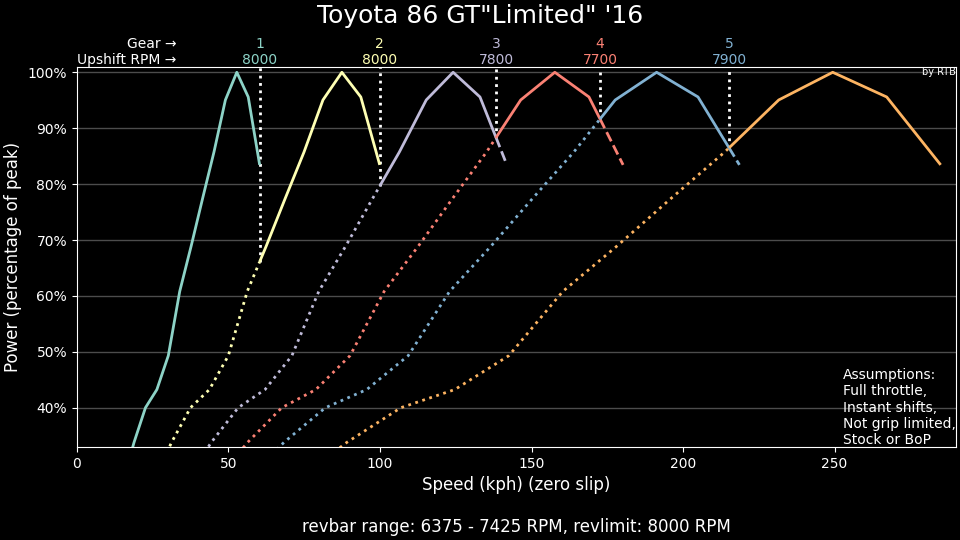 Toyota 86 GT"Limited" '16
Gear → 1 2 3 4 5
Upshift RPM → 8000 8000 7800 7700 7900
by RTB
100%
90%
80%
70%
60%
50%
40%
Power (percentage of peak)
Assumptions:
Full throttle,
Instant shifts,
Not grip limited,
Stock or BoP
0 50 100 150 200 250
Speed (kph) (zero slip)
revbar range: 6375 - 7425 RPM, revlimit: 8000 RPM